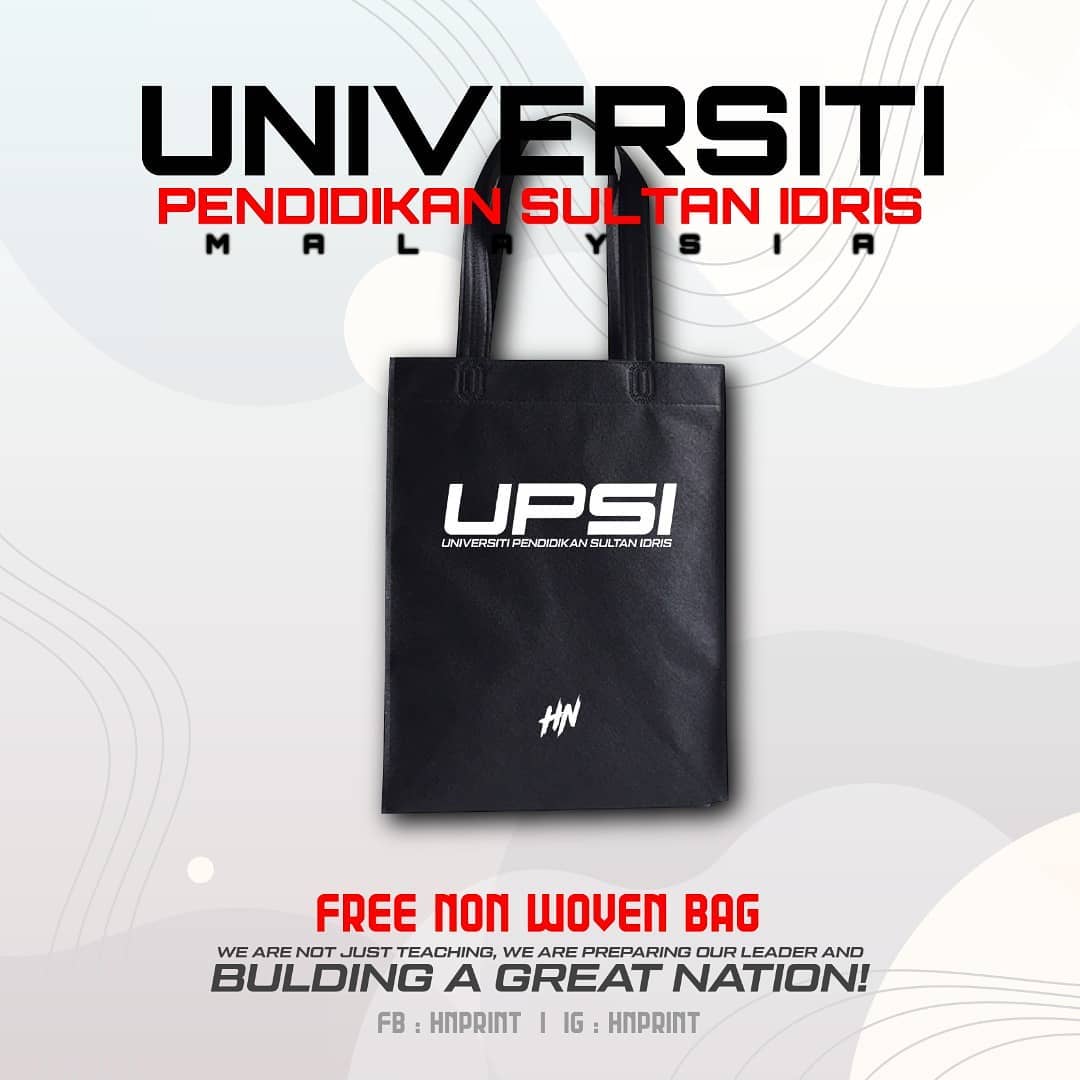 UNIVERSITI
PENDIDIKAN SULTAN IDRIS
MALAYSIA
UPSI
UNIVERSITI PENDIDIKAN SULTAN IDRIS
HN
FREE NON WOVEN BAG
WE ARE NOT JUST TEACHING, WE ARE PREPARING OUR LEADER AND
BULDING A GREAT NATION!
FB : HNPRINT | IG : HNPRINT